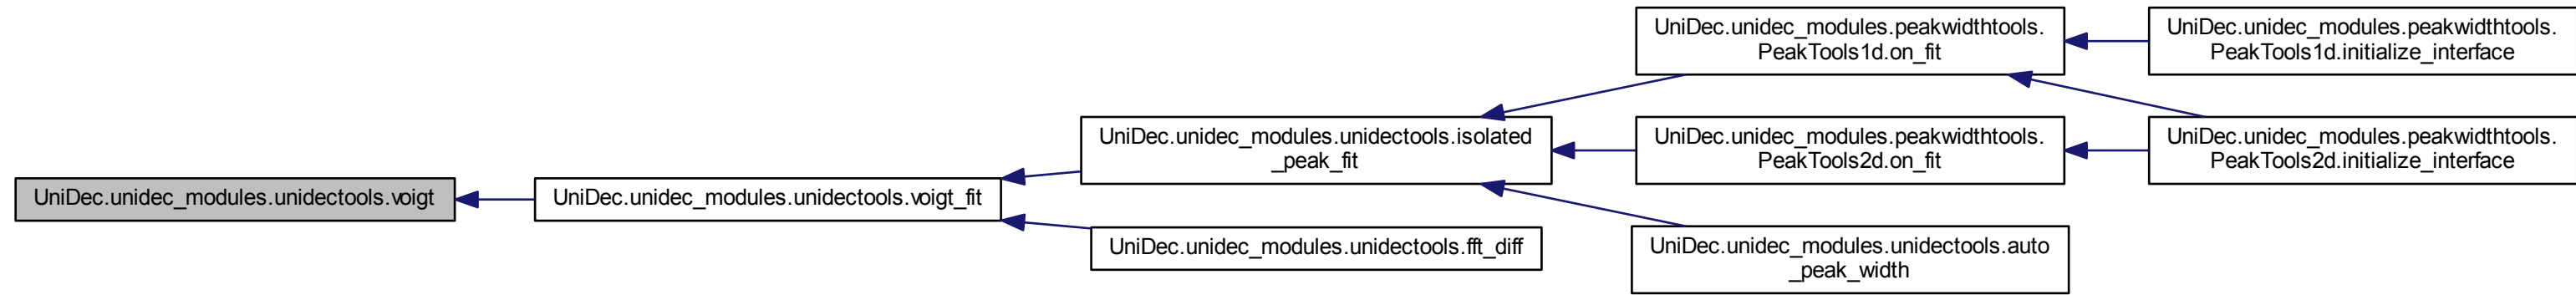 UniDec.unidec_modules.unidectools.voigt
UniDec.unidec_modules.unidectools.voigt_fit
UniDec.unidec_modules.unidectools.isolated
_peak_fit
UniDec.unidec_modules.unidectools.fft_diff
UniDec.unidec_modules.peakwidthtools.
PeakTools1d.on_fit
UniDec.unidec_modules.peakwidthtools.
PeakTools2d.on_fit
UniDec.unidec_modules.unidectools.auto
_peak_width
UniDec.unidec_modules.peakwidthtools.
PeakTools1d.initialize_interface
UniDec.unidec_modules.peakwidthtools.
PeakTools2d.initialize_interface